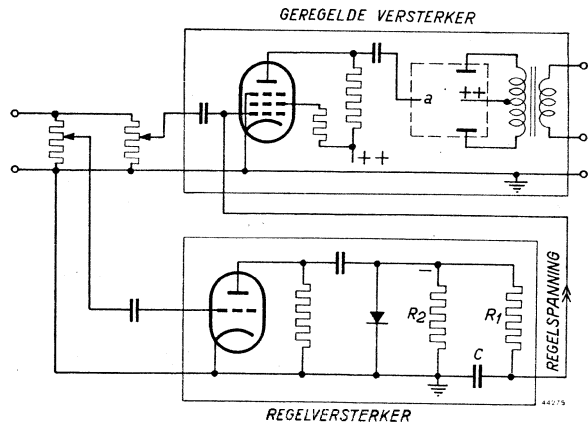 GEREGELDE VERSTERKER
a
++
++
R2
R1
C
REGELSPANNING
44275
REGELVERSTERKER